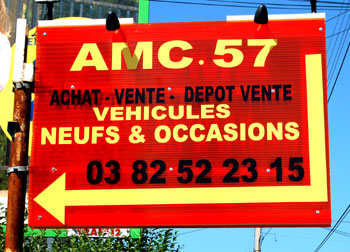 AMC. 57
ACHAT - VENTE - DEPOT VENTE
VEHICULES
NEUFS & OCCASIONS
03 82 52 23 15